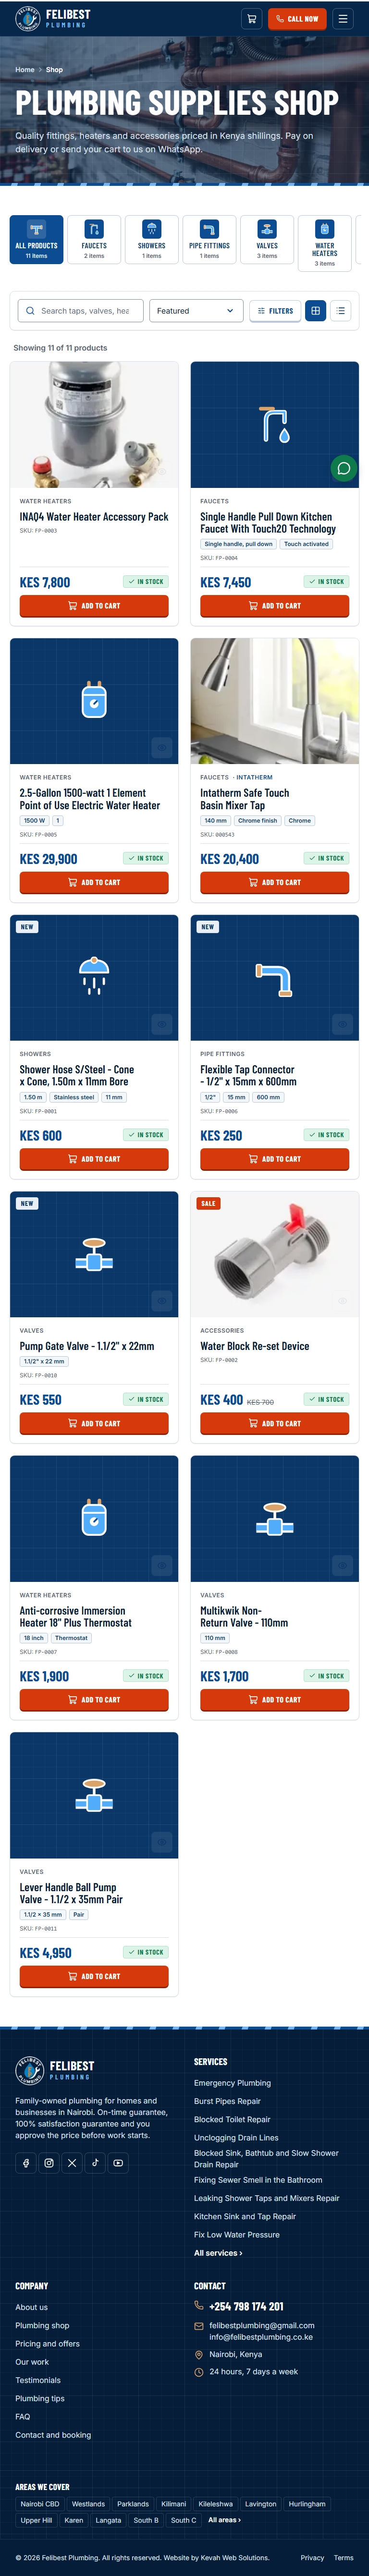 FELIBEST
PLUMBING
CALL NOW
Home > Shop
PLUMBING SUPPLIES SHOP
Quality fittings, heaters and accessories priced in Kenya shillings. Pay on
delivery or send your cart to us on WhatsApp.
ALL PRODUCTS
11 items
FAUCETS
2 items
SHOWERS
1 items
PIPE FITTINGS
1 items
VALVES
3 items
WATER
HEATERS
3 items
Search taps, valves, hea
Featured
FILTERS
Showing 11 of 11 products
WATER HEATERS
INAQ4 Water Heater Accessory Pack
SKU: FP-0003
KES 7,800
IN STOCK
ADD TO CART
FAUCETS
Single Handle Pull Down Kitchen
Faucet With Touch20 Technology
Single handle, pull down
Touch activated
SKU: FP-0004
KES 7,450
IN STOCK
ADD TO CART
WATER HEATERS
2.5-Gallon 1500-watt 1 Element
Point of Use Electric Water Heater
1500 W
1
SKU: FP-0005
KES 29,900
IN STOCK
ADD TO CART
FAUCETS · INTATHERM
Intatherm Safe Touch
Basin Mixer Tap
140 mm
Chrome finish
Chrome
SKU: 000543
KES 20,400
IN STOCK
ADD TO CART
NEW
SHOWERS
Shower Hose S/Steel - Cone
x Cone, 1.50m x 11mm Bore
1.50 m
Stainless steel
11 mm
SKU: FP-0001
KES 600
IN STOCK
ADD TO CART
NEW
PIPE FITTINGS
Flexible Tap Connector
- 1/2" x 15mm x 600mm
1/2"
15 mm
600 mm
SKU: FP-0006
KES 250
IN STOCK
ADD TO CART
NEW
VALVES
Pump Gate Valve - 1.1/2" x 22mm
1.1/2" x 22 mm
SKU: FP-0010
KES 550
IN STOCK
ADD TO CART
SALE
ACCESSORIES
Water Block Re-set Device
SKU: FP-0002
KES 400 KES 700
IN STOCK
ADD TO CART
WATER HEATERS
Anti-corrosive Immersion
Heater 18" Plus Thermostat
18 inch
Thermostat
SKU: FP-0007
KES 1,900
IN STOCK
ADD TO CART
VALVES
Multikwik Non-
Return Valve - 110mm
110 mm
SKU: FP-0008
KES 1,700
IN STOCK
ADD TO CART
VALVES
Lever Handle Ball Pump
Valve - 1.1/2 x 35mm Pair
1.1/2 × 35 mm
Pair
SKU: FP-0011
KES 4,950
IN STOCK
ADD TO CART
FELIBEST
PLUMBING
Family-owned plumbing for homes and
businesses in Nairobi. On-time guarantee,
100% satisfaction guarantee and you
approve the price before work starts.
SERVICES
Emergency Plumbing
Burst Pipes Repair
Blocked Toilet Repair
Unclogging Drain Lines
Blocked Sink, Bathtub and Slow Shower
Drain Repair
Fixing Sewer Smell in the Bathroom
Leaking Shower Taps and Mixers Repair
Kitchen Sink and Tap Repair
Fix Low Water Pressure
All services ›
COMPANY
About us
Plumbing shop
Pricing and offers
Our work
Testimonials
Plumbing tips
FAQ
Contact and booking
CONTACT
+254 798 174 201
felibestplumbing@gmail.com
info@felibestplumbing.co.ke
Nairobi, Kenya
24 hours, 7 days a week
AREAS WE COVER
Nairobi CBD
Westlands
Parklands
Kilimani
Kileleshwa
Lavington
Hurlingham
Upper Hill
Karen
Langata
South B
South C
All areas ›
© 2026 Felibest Plumbing. All rights reserved. Website by Kevah Web Solutions.
Privacy
Terms